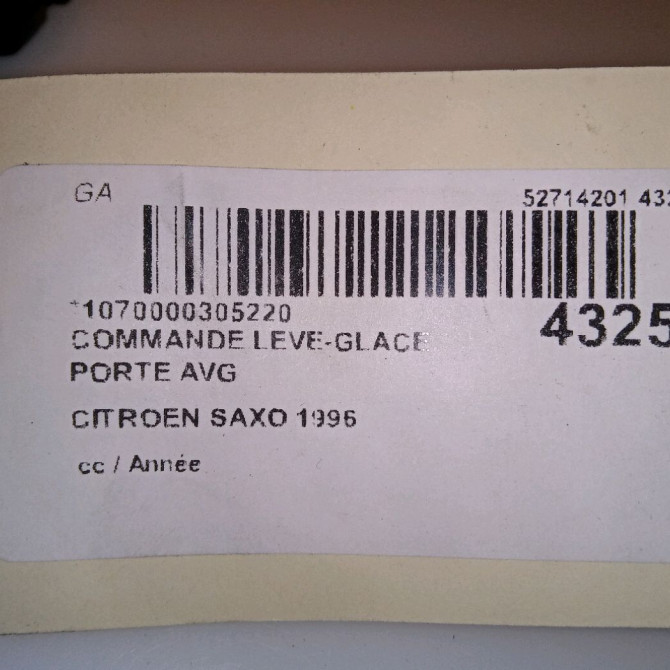 GA
52714201 432
*1070000305220
4325
COMMANDE LEVE-GLACE
PORTE AVG
CITROEN SAXO 1996
cc / Année